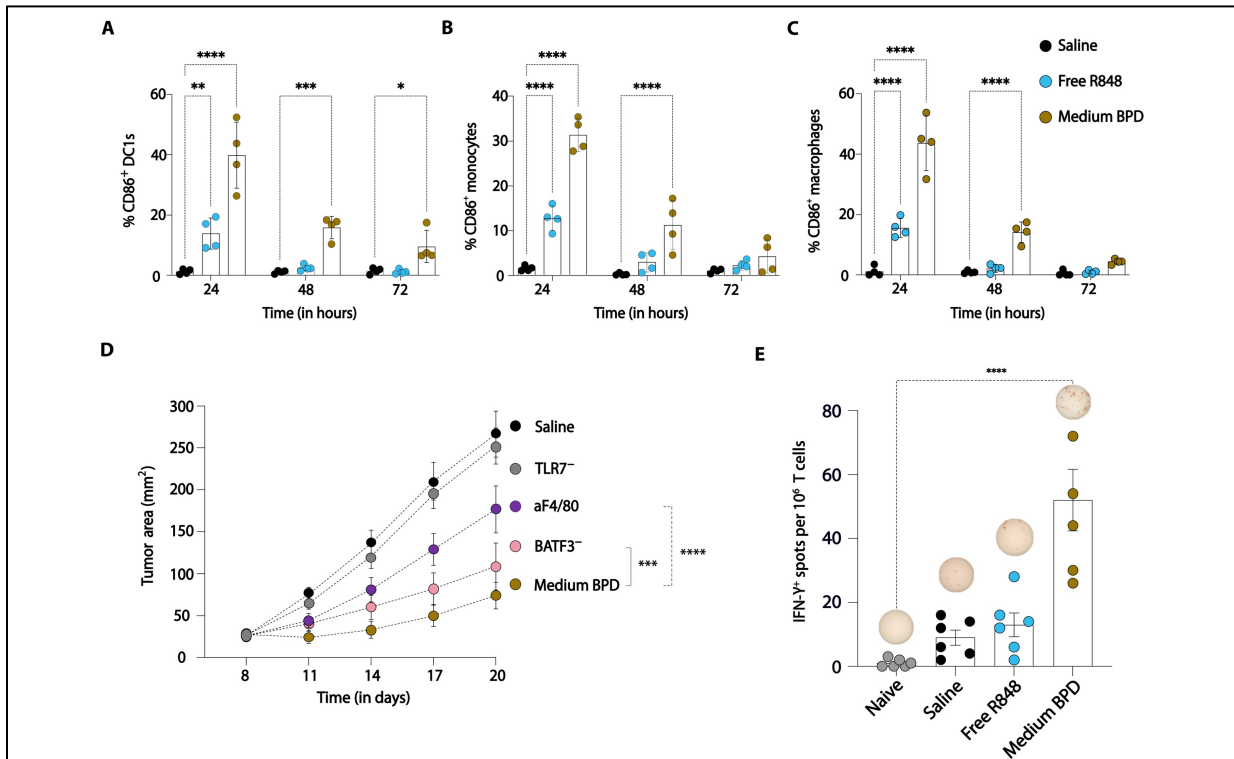 A
B
C
Saline
Free R848
Medium BPD
****
**
***
*
% CD86⁺ DC1s
60
40
20
0
24
48
72
Time (in hours)
****
****
****
% CD86⁺ monocytes
40
30
20
10
0
24
48
72
Time (in hours)
****
****
****
% CD86⁺ macrophages
60
40
20
0
24
48
72
Time (in hours)
D
Tumor area (mm²)
300
250
200
150
100
50
0
8
11
14
17
20
Time (in days)
Saline
TLR7⁻
aF4/80
BATF3⁻
Medium BPD
***
****
E
****
IFN-Y⁺ spots per 10⁶ T cells
80
60
40
20
0
Naive
Saline
Free R848
Medium BPD